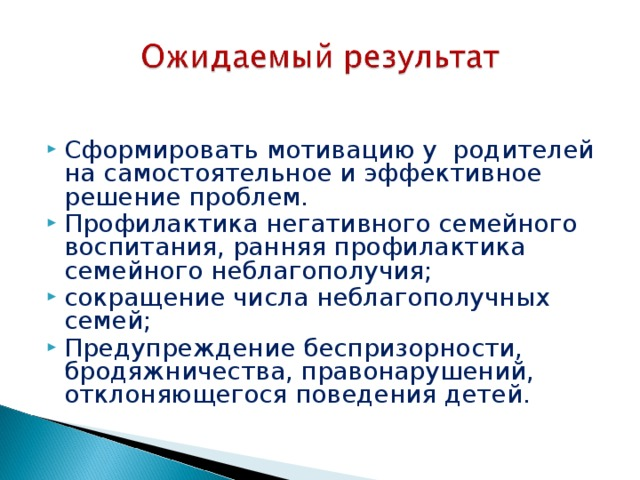 Ожидаемый результат
Сформировать мотивацию у  родителей
на самостоятельное и эффективное
решение проблем.
Профилактика негативного семейного
воспитания, ранняя профилактика
семейного неблагополучия;
сокращение числа неблагополучных
семей;
Предупреждение беспризорности,
бродяжничества, правонарушений,
отклоняющегося поведения детей.